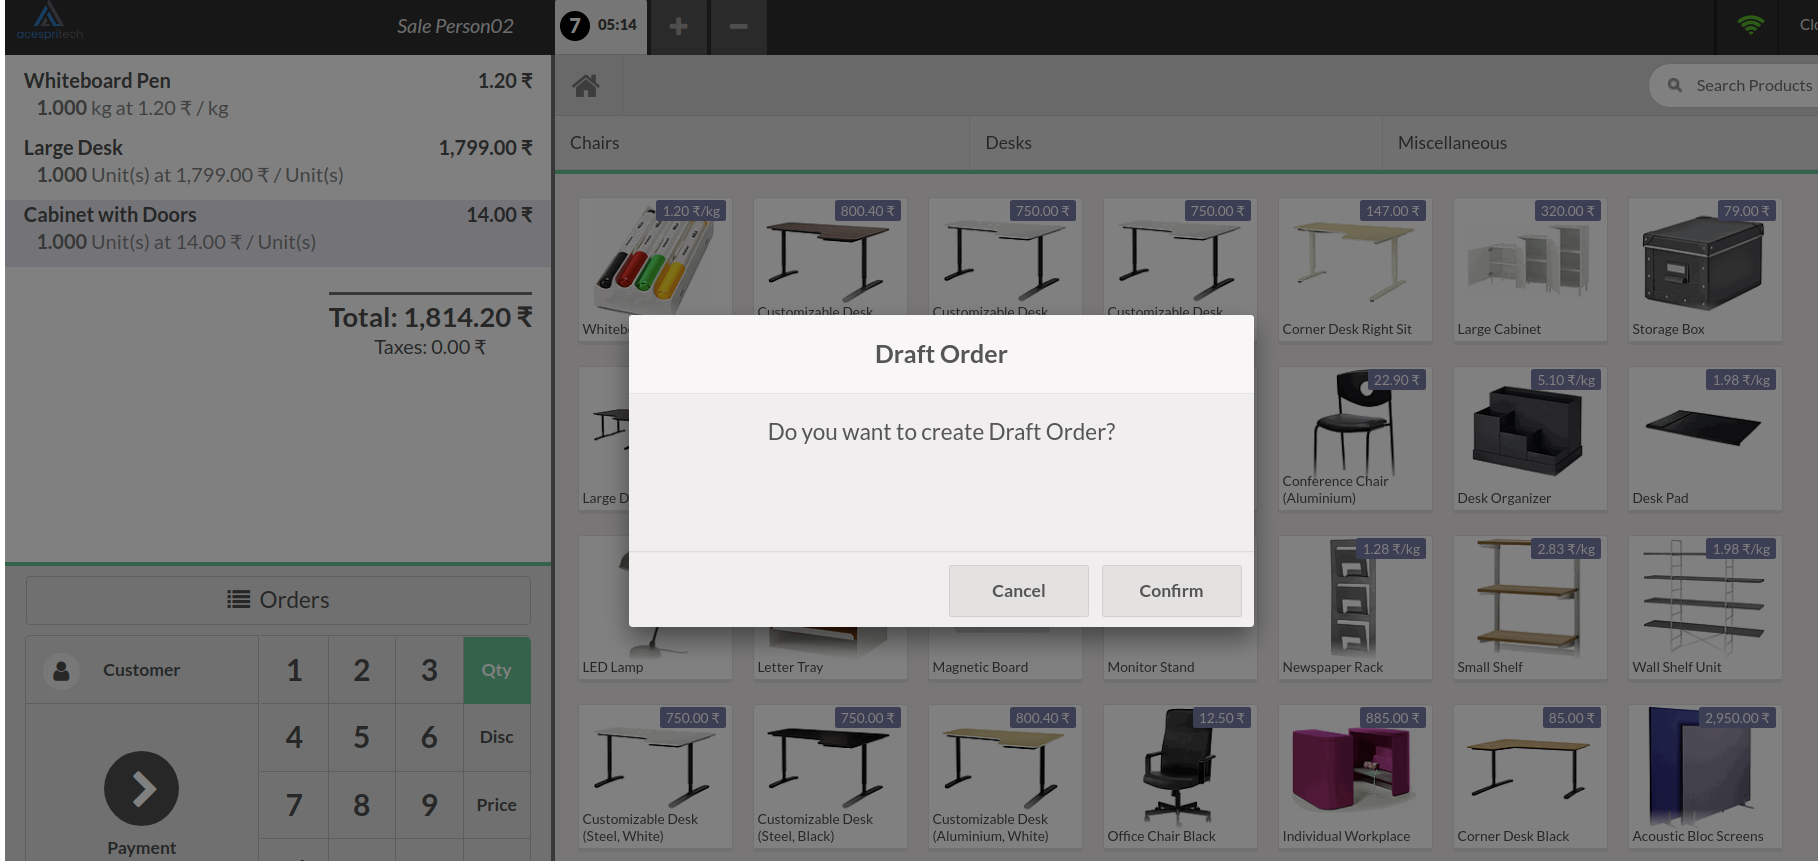 acespritech
Sale Person02
7 05:14
Clo
Whiteboard Pen 1.20 ₹
1.000 kg at 1.20 ₹ / kg
Large Desk 1,799.00 ₹
1.000 Unit(s) at 1,799.00 ₹ / Unit(s)
Cabinet with Doors 14.00 ₹
1.000 Unit(s) at 14.00 ₹ / Unit(s)
Total: 1,814.20 ₹
Taxes: 0.00 ₹
Orders
Customer
1 2 3 Qty
4 5 6 Disc
7 8 9 Price
Payment
Search Products
Chairs Desks Miscellaneous
1.20 ₹/kg 800.40 ₹ 750.00 ₹ 750.00 ₹ 147.00 ₹ 320.00 ₹ 79.00 ₹
Customizable Desk Customizable Desk Customizable Desk
Whitebo Corner Desk Right Sit Large Cabinet Storage Box
22.90 ₹ 5.10 ₹/kg 1.98 ₹/kg
Conference Chair
Large D (Aluminium) Desk Organizer Desk Pad
1.28 ₹/kg 2.83 ₹/kg 1.98 ₹/kg
LED Lamp Letter Tray Magnetic Board Monitor Stand Newspaper Rack Small Shelf Wall Shelf Unit
750.00 ₹ 750.00 ₹ 800.40 ₹ 12.50 ₹ 885.00 ₹ 85.00 ₹ 2,950.00 ₹
Customizable Desk Customizable Desk Customizable Desk
(Steel, White) (Steel, Black) (Aluminium, White) Office Chair Black Individual Workplace Corner Desk Black Acoustic Bloc Screens
Draft Order
Do you want to create Draft Order?
Cancel Confirm